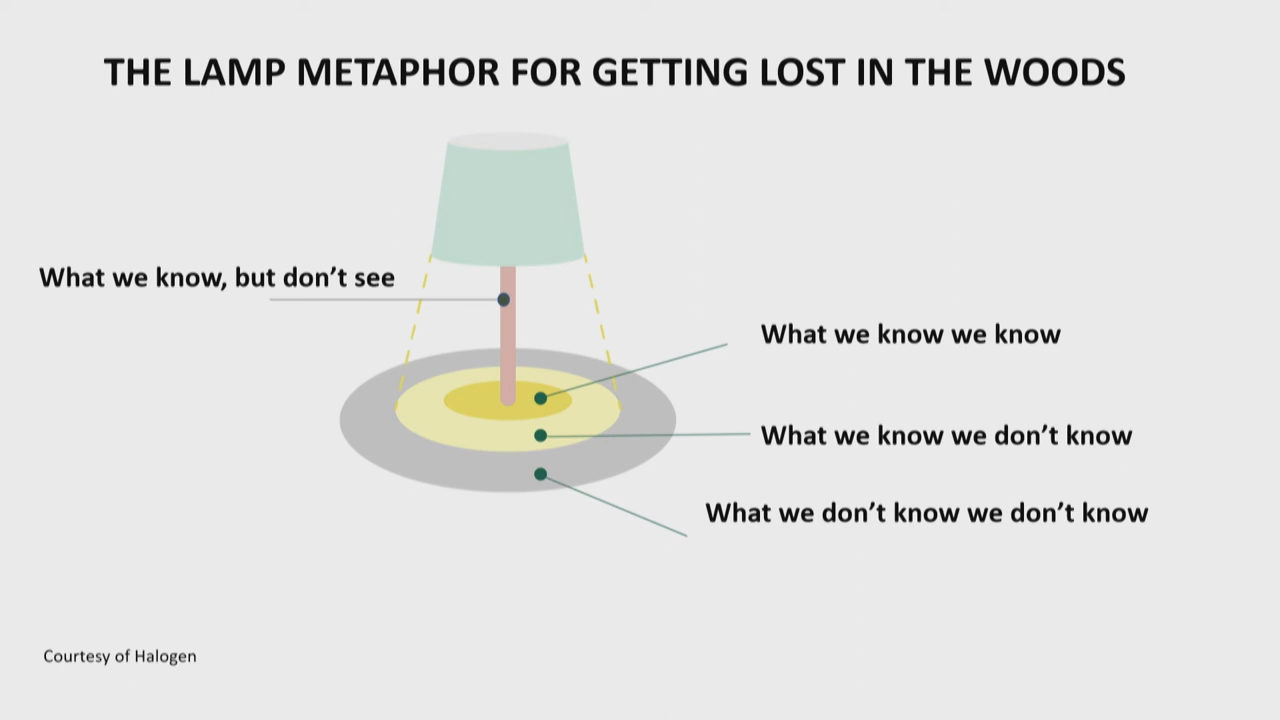 THE LAMP METAPHOR FOR GETTING LOST IN THE WOODS
What we know, but don’t see
What we know we know
What we know we don’t know
What we don’t know we don’t know
Courtesy of Halogen